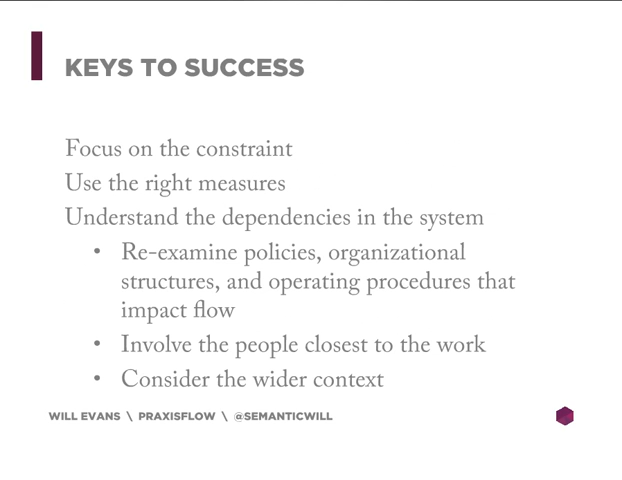 KEYS TO SUCCESS
Focus on the constraint
Use the right measures
Understand the dependencies in the system
• Re-examine policies, organizational
structures, and operating procedures that
impact flow
• Involve the people closest to the work
• Consider the wider context
WILL EVANS \ PRAXISFLOW \ @SEMANTICWILL